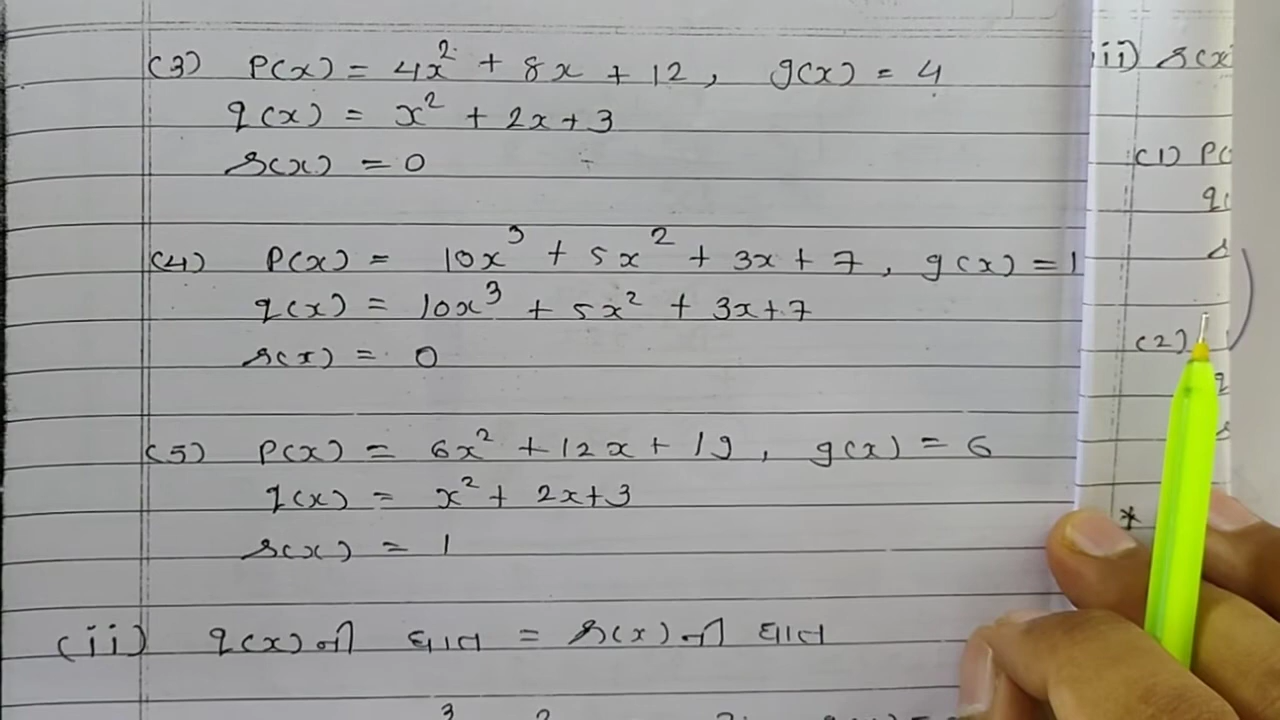 (3) P(x) = 4x² + 8x + 12, g(x) = 4
q(x) = x² + 2x + 3
r(x) = 0
(4) P(x) = 10x³ + 5x² + 3x + 7, g(x) = 1
q(x) = 10x³ + 5x² + 3x + 7
r(x) = 0
(5) P(x) = 6x² + 12x + 19, g(x) = 6
q(x) = x² + 2x + 3
r(x) = 1
(ii) q(x) ની ઘાત = r(x) ની ઘાત
ii) r(x
(1) P(
q(
(2)
*